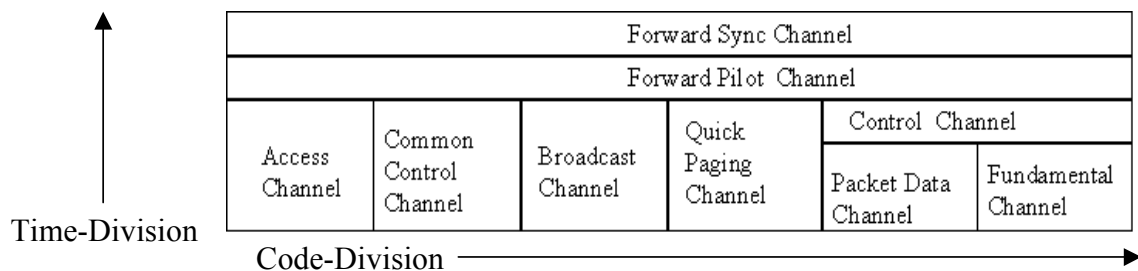 Forward Sync Channel
Forward Pilot Channel
Access
Channel
Common
Control
Channel
Broadcast
Channel
Quick
Paging
Channel
Control Channel
Packet Data
Channel
Fundamental
Channel
Time-Division
Code-Division